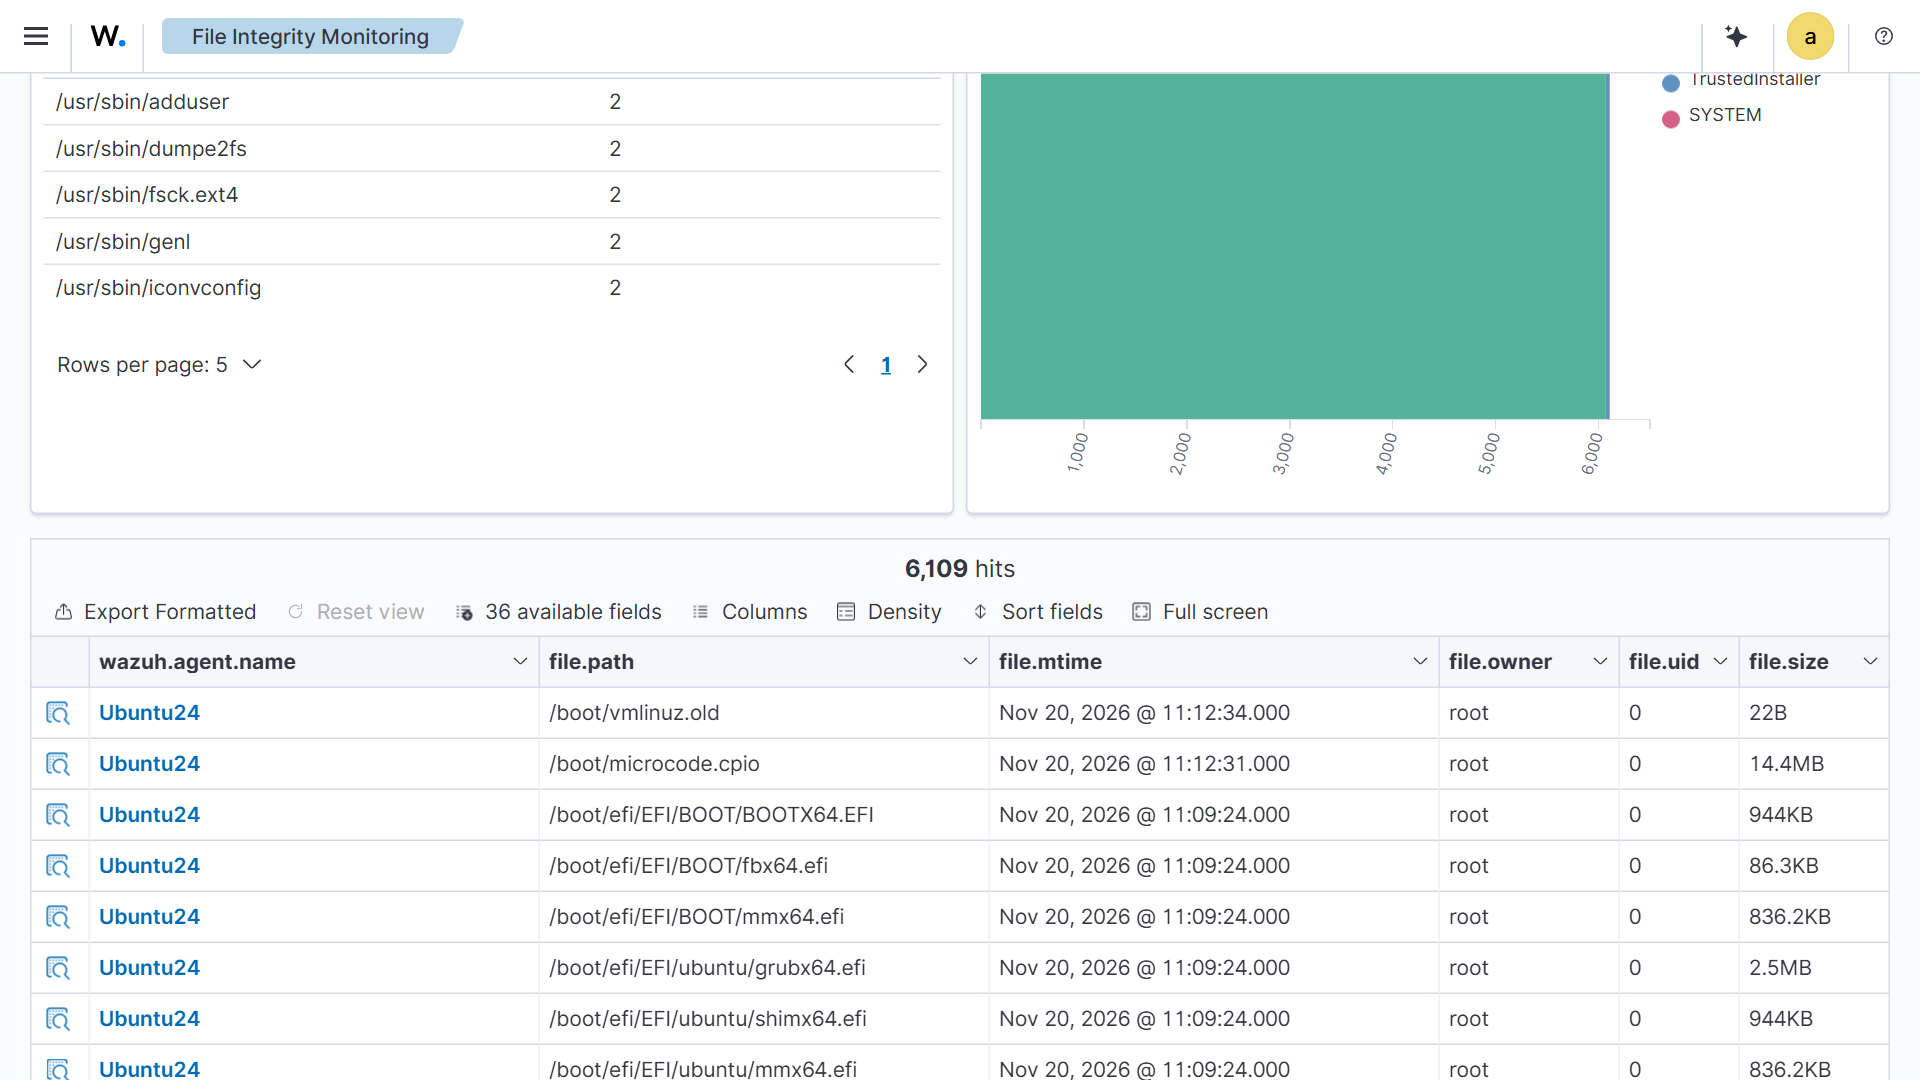 W.
File Integrity Monitoring
a
/usr/sbin/adduser 2
/usr/sbin/dumpe2fs 2
/usr/sbin/fsck.ext4 2
/usr/sbin/genl 2
/usr/sbin/iconvconfig 2
Rows per page: 5
1
TrustedInstaller
SYSTEM
1,000 2,000 3,000 4,000 5,000 6,000
6,109 hits
Export Formatted Reset view 36 available fields Columns Density Sort fields Full screen
wazuh.agent.name file.path file.mtime file.owner file.uid file.size
Ubuntu24 /boot/vmlinuz.old Nov 20, 2026 @ 11:12:34.000 root 0 22B
Ubuntu24 /boot/microcode.cpio Nov 20, 2026 @ 11:12:31.000 root 0 14.4MB
Ubuntu24 /boot/efi/EFI/BOOT/BOOTX64.EFI Nov 20, 2026 @ 11:09:24.000 root 0 944KB
Ubuntu24 /boot/efi/EFI/BOOT/fbx64.efi Nov 20, 2026 @ 11:09:24.000 root 0 86.3KB
Ubuntu24 /boot/efi/EFI/BOOT/mmx64.efi Nov 20, 2026 @ 11:09:24.000 root 0 836.2KB
Ubuntu24 /boot/efi/EFI/ubuntu/grubx64.efi Nov 20, 2026 @ 11:09:24.000 root 0 2.5MB
Ubuntu24 /boot/efi/EFI/ubuntu/shimx64.efi Nov 20, 2026 @ 11:09:24.000 root 0 944KB
Ubuntu24 /boot/efi/EFI/ubuntu/mmx64.efi Nov 20, 2026 @ 11:09:24.000 root 0 836.2KB